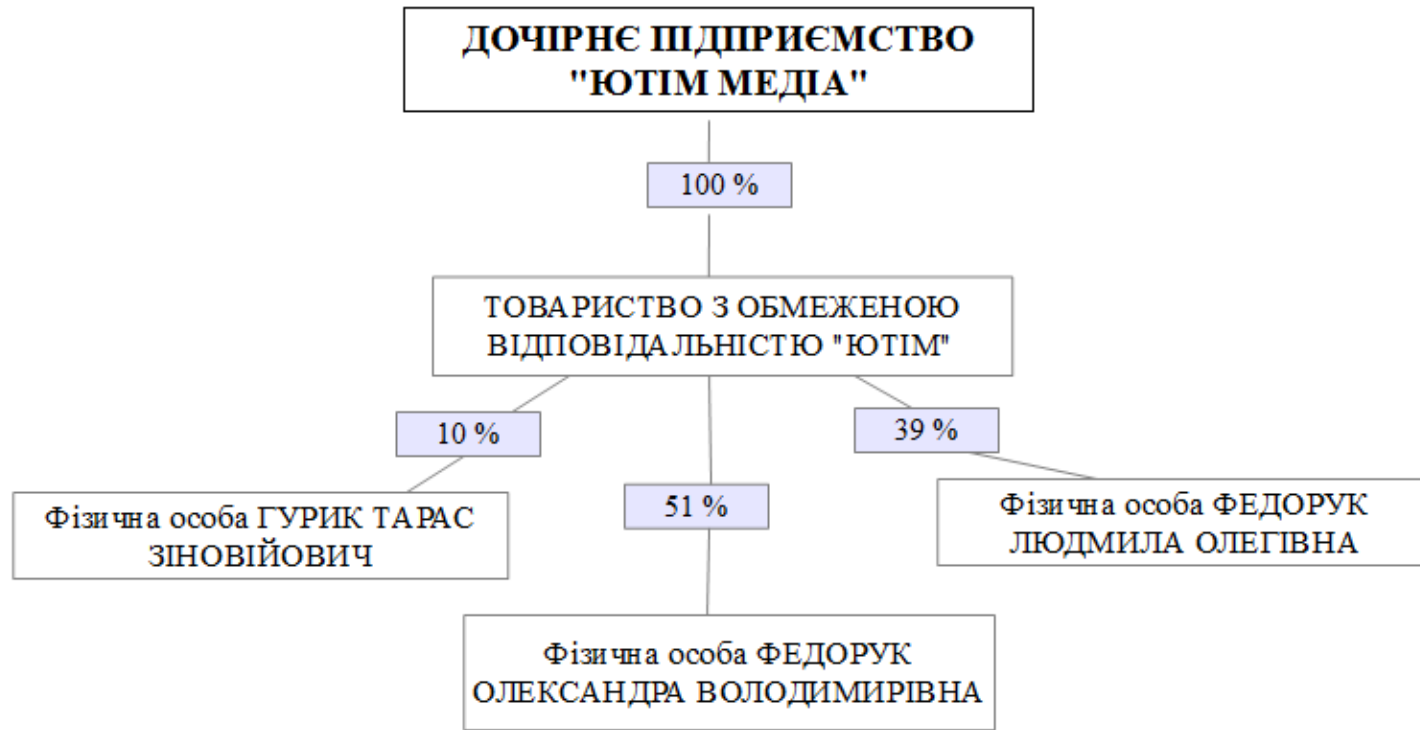 ДОЧІРНЄ ПІДПРИЄМСТВО
"ЮТІМ МЕДІА"
100 %
ТОВАРИСТВО З ОБМЕЖЕНОЮ
ВІДПОВІДАЛЬНІСТЮ "ЮТІМ"
10 %
39 %
51 %
Фізична особа ГУРИК ТАРАС
ЗІНОВІЙОВИЧ
Фізична особа ФЕДОРУК
ЛЮДМИЛА ОЛЕГІВНА
Фізична особа ФЕДОРУК
ОЛЕКСАНДРА ВОЛОДИМИРІВНА